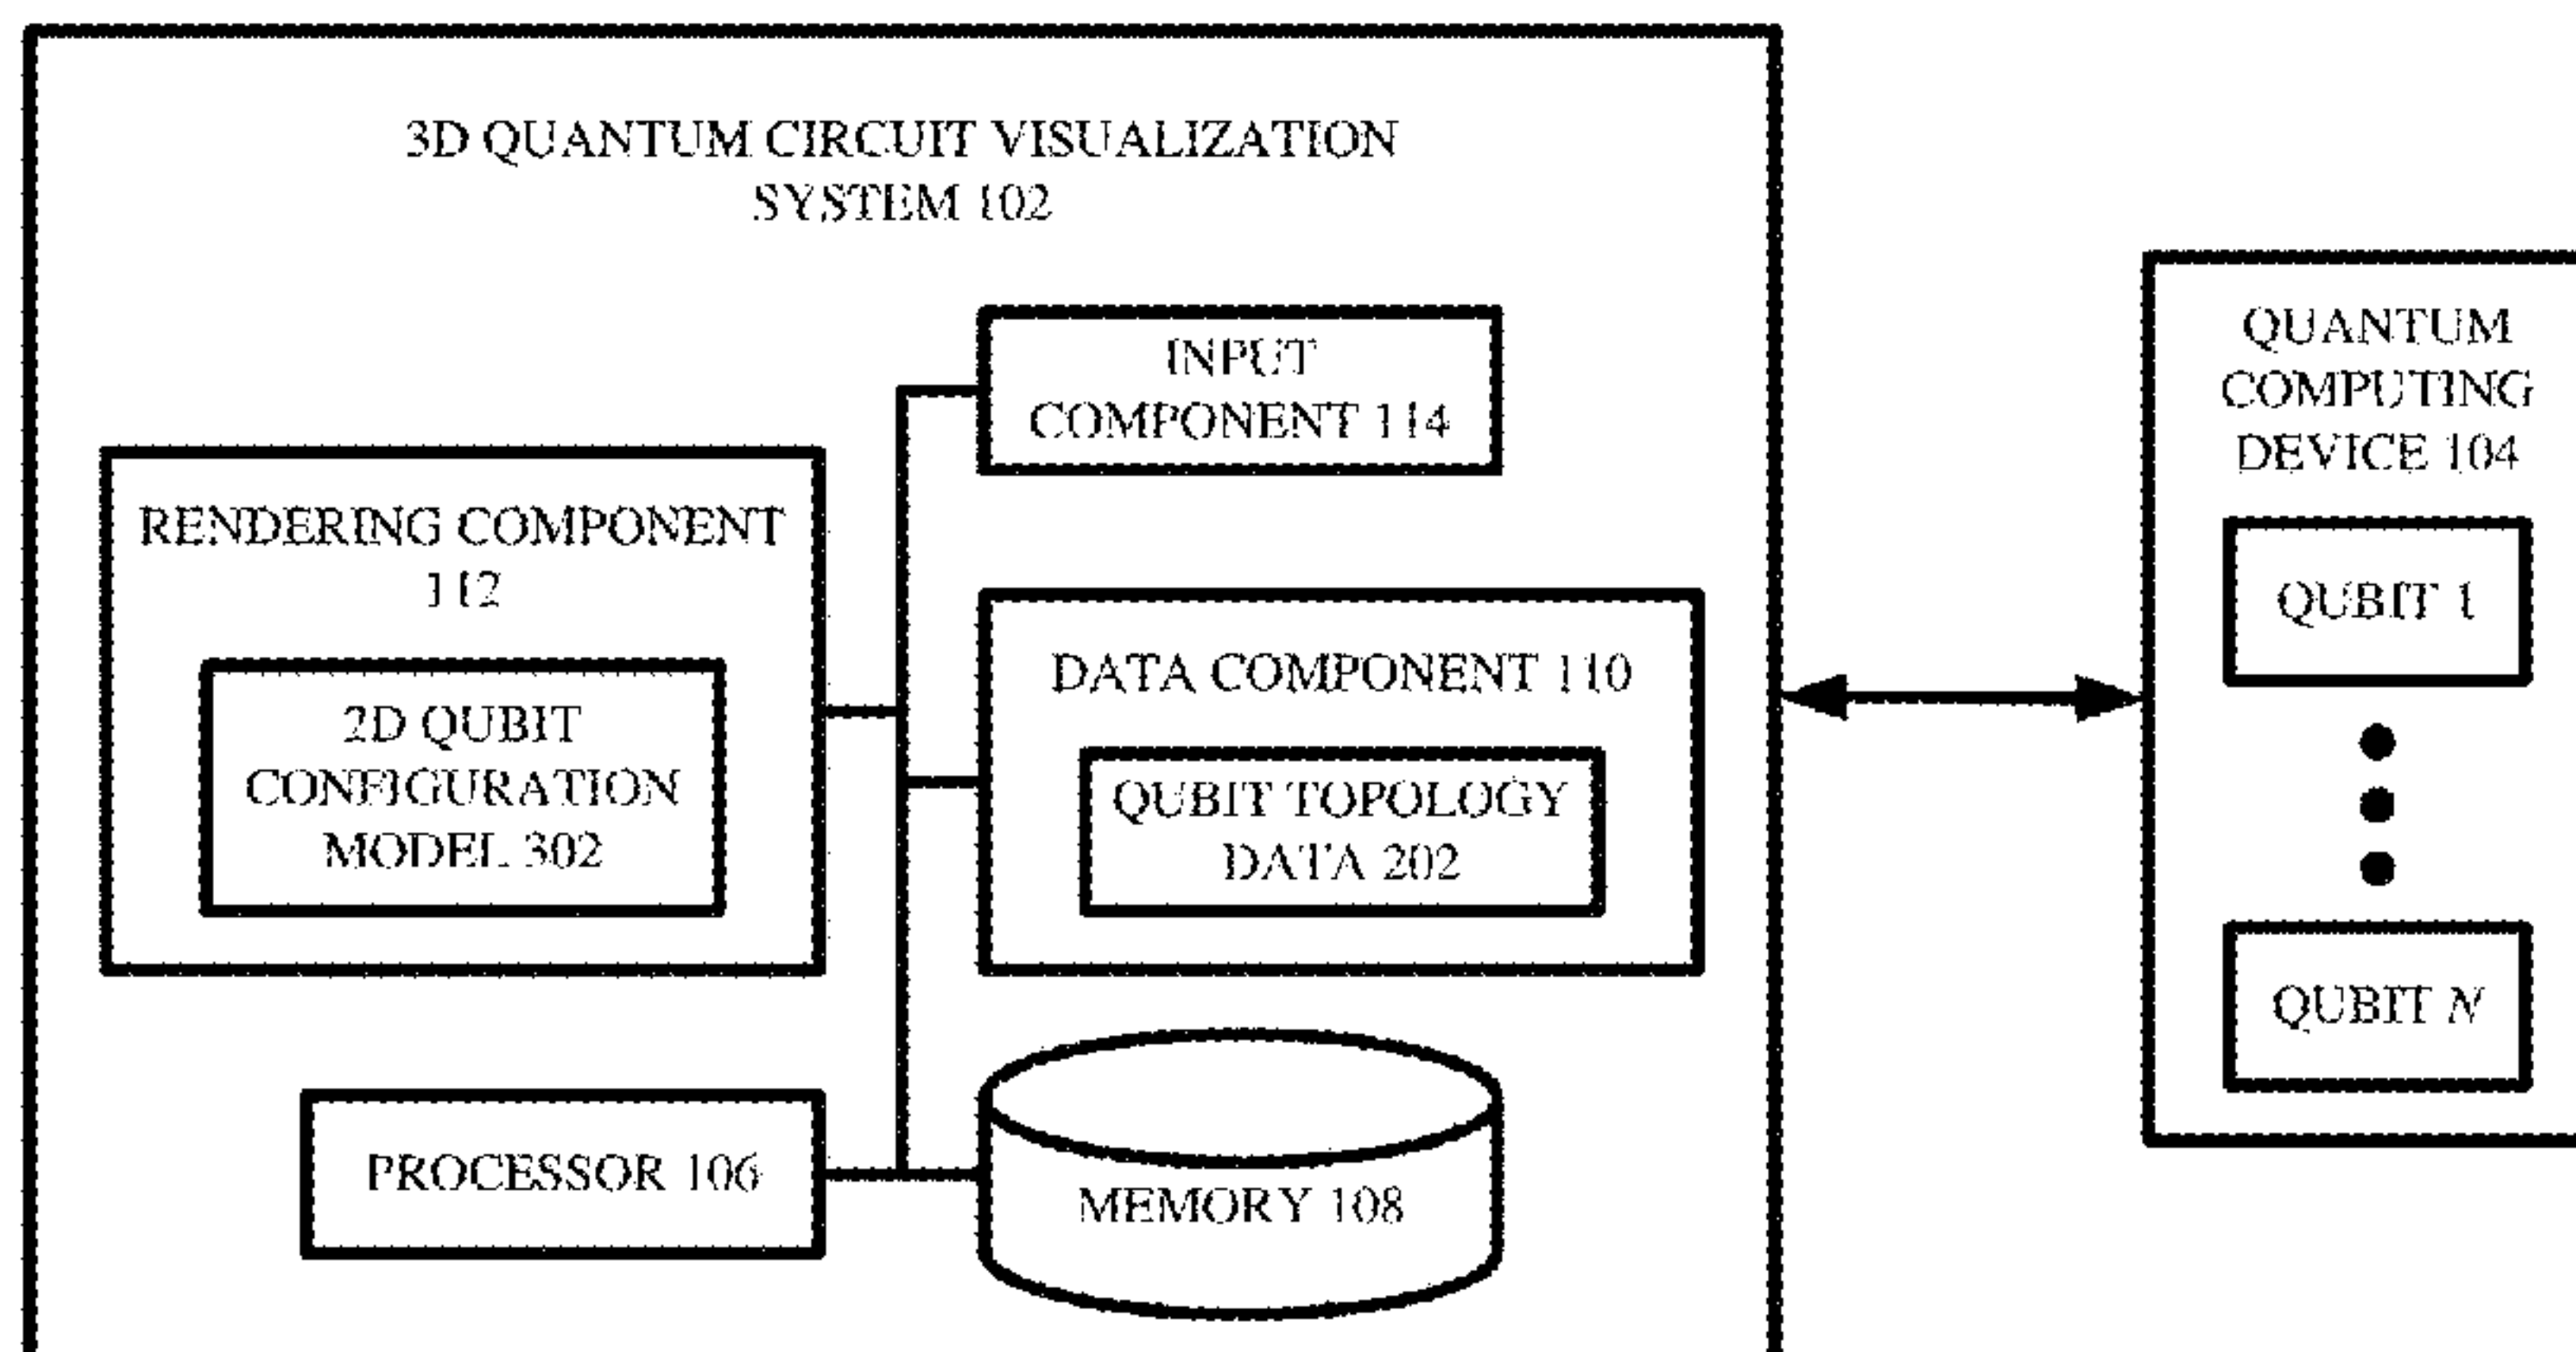 3D QUANTUM CIRCUIT VISUALIZATION
SYSTEM 102
INPUT
COMPONENT 114
RENDERING COMPONENT
112
2D QUBIT
CONFIGURATION
MODEL 302
DATA COMPONENT 110
QUBIT TOPOLOGY
DATA 202
PROCESSOR 106
MEMORY 108
QUANTUM
COMPUTING
DEVICE 104
QUBIT 1
QUBIT N